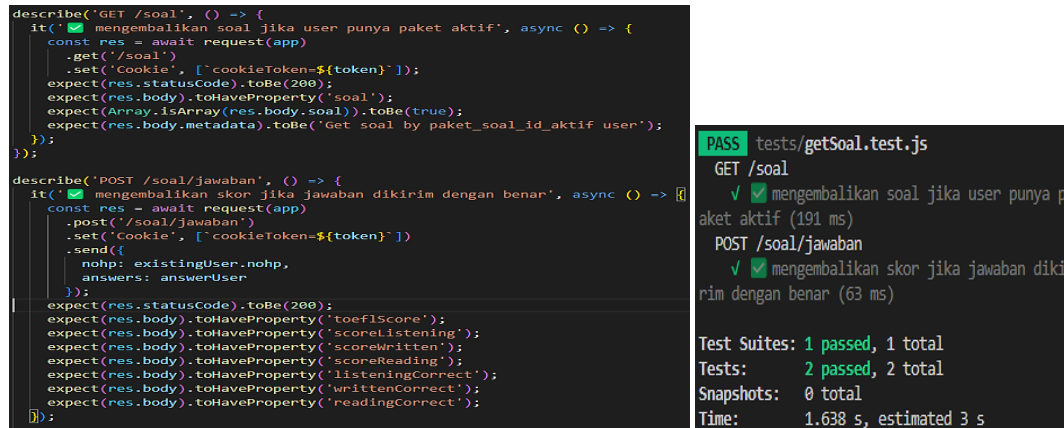 describe('GET /soal', () => {
it('✅ mengembalikan soal jika user punya paket aktif', async () => {
const res = await request(app)
.get('/soal')
.set('Cookie', [`cookieToken=${token}`]);
expect(res.statusCode).toBe(200);
expect(res.body).toHaveProperty('soal');
expect(Array.isArray(res.body.soal)).toBe(true);
expect(res.body.metadata).toBe('Get soal by paket_soal_id_aktif user');
});
});
describe('POST /soal/jawaban', () => {
it('✅ mengembalikan skor jika jawaban dikirim dengan benar', async () => {
const res = await request(app)
.post('/soal/jawaban')
.set('Cookie', [`cookieToken=${token}`])
.send({
nohp: existingUser.nohp,
answers: answerUser
});
expect(res.statusCode).toBe(200);
expect(res.body).toHaveProperty('toeflScore');
expect(res.body).toHaveProperty('scoreListening');
expect(res.body).toHaveProperty('scoreWritten');
expect(res.body).toHaveProperty('scoreReading');
expect(res.body).toHaveProperty('listeningCorrect');
expect(res.body).toHaveProperty('writtenCorrect');
expect(res.body).toHaveProperty('readingCorrect');
});
PASS tests/getSoal.test.js
GET /soal
√ ✅ mengembalikan soal jika user punya p
aket aktif (191 ms)
POST /soal/jawaban
√ ✅ mengembalikan skor jika jawaban diki
rim dengan benar (63 ms)
Test Suites: 1 passed, 1 total
Tests: 2 passed, 2 total
Snapshots: 0 total
Time: 1.638 s, estimated 3 s